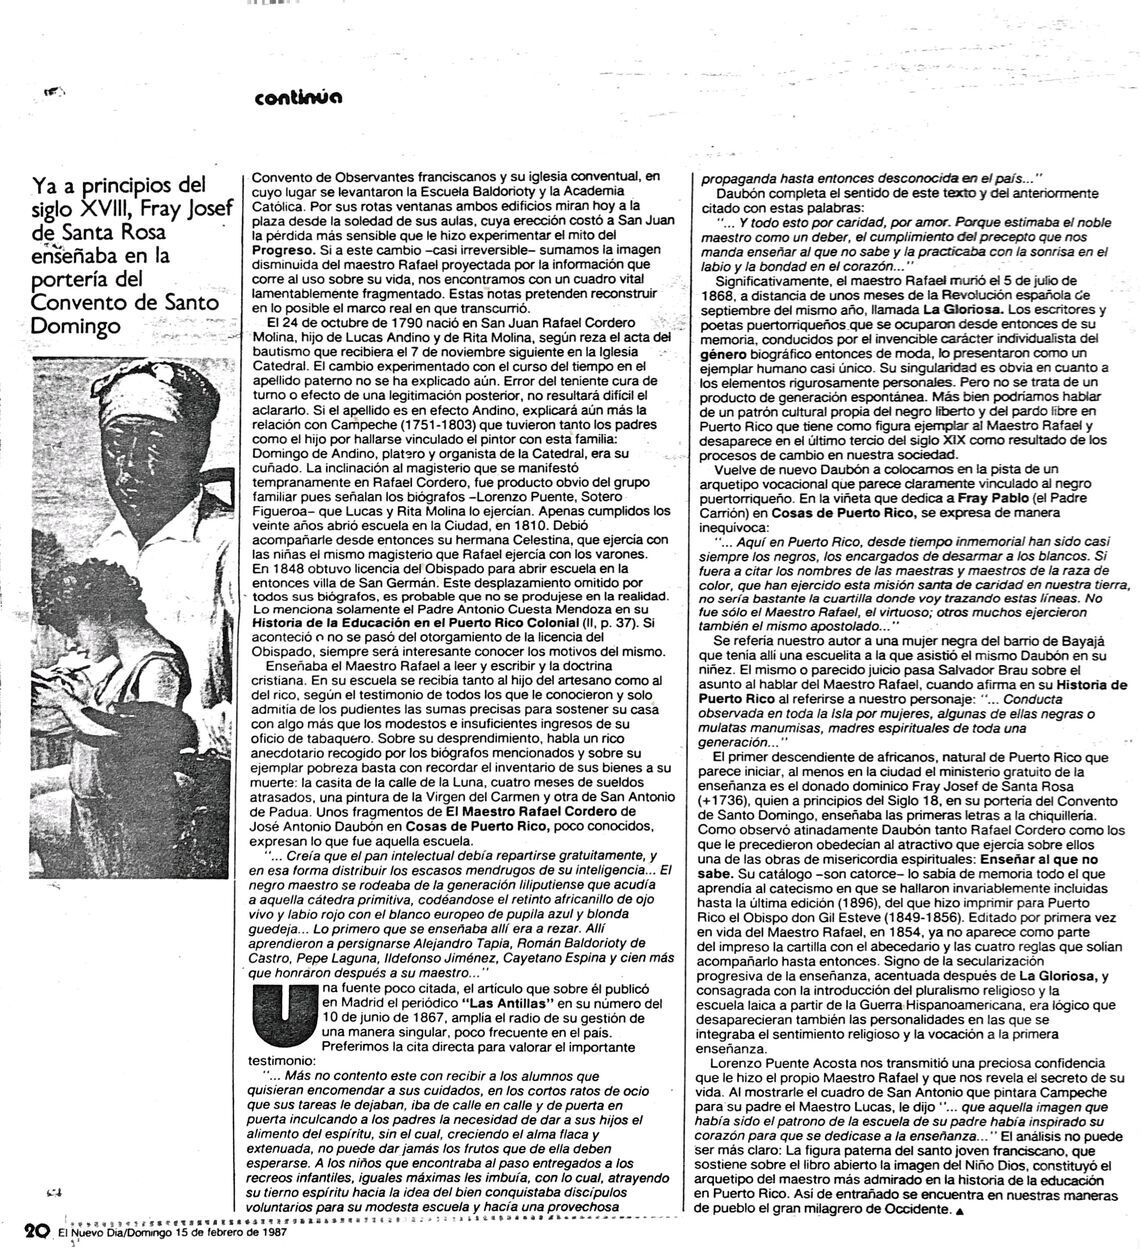 continúa
Ya a principios del
siglo XVIII, Fray Josef
de Santa Rosa
enseñaba en la
portería del
Convento de Santo
Domingo
Convento de Observantes franciscanos y su iglesia conventual, en
cuyo lugar se levantaron la Escuela Baldorioty y la Academia
Católica. Por sus rotas ventanas ambos edificios miran hoy a la
plaza desde la soledad de sus aulas, cuya erección costó a San Juan
la pérdida más sensible que le hizo experimentar el mito del
Progreso. Si a este cambio –casi irreversible– sumamos la imagen
disminuida del maestro Rafael proyectada por la información que
corre al uso sobre su vida, nos encontramos con un cuadro vital
lamentablemente fragmentado. Estas notas pretenden reconstruir
en lo posible el marco real en que transcurrió.
El 24 de octubre de 1790 nació en San Juan Rafael Cordero
Molina, hijo de Lucas Andino y de Rita Molina, según reza el acta del
bautismo que recibiera el 7 de noviembre siguiente en la Iglesia
Catedral. El cambio experimentado con el curso del tiempo en el
apellido paterno no se ha explicado aún. Error del teniente cura de
turno o efecto de una legitimación posterior, no resultará difícil el
aclararlo. Si el apellido es en efecto Andino, explicará aún más la
relación con Campeche (1751-1803) que tuvieron tanto los padres
como el hijo por hallarse vinculado el pintor con esta familia:
Domingo de Andino, platero y organista de la Catedral, era su
cuñado. La inclinación al magisterio que se manifestó
tempranamente en Rafael Cordero, fue producto obvio del grupo
familiar pues señalan los biógrafos –Lorenzo Puente, Sotero
Figueroa– que Lucas y Rita Molina lo ejercían. Apenas cumplidos los
veinte años abrió escuela en la Ciudad, en 1810. Debió
acompañarle desde entonces su hermana Celestina, que ejercía con
las niñas el mismo magisterio que Rafael ejercía con los varones.
En 1848 obtuvo licencia del Obispado para abrir escuela en la
entonces villa de San Germán. Este desplazamiento omitido por
todos sus biógrafos, es probable que no se produjese en la realidad.
Lo menciona solamente el Padre Antonio Cuesta Mendoza en su
Historia de la Educación en el Puerto Rico Colonial (II, p. 37). Si
aconteció o no se pasó del otorgamiento de la licencia del
Obispado, siempre será interesante conocer los motivos del mismo.
Enseñaba el Maestro Rafael a leer y escribir y la doctrina
cristiana. En su escuela se recibía tanto al hijo del artesano como al
del rico, según el testimonio de todos los que le conocieron y solo
admitía de los pudientes las sumas precisas para sostener su casa
con algo más que los modestos e insuficientes ingresos de su
oficio de tabaquero. Sobre su desprendimiento, habla un rico
anecdotario recogido por los biógrafos mencionados y sobre su
ejemplar pobreza basta con recordar el inventario de sus bienes a su
muerte: la casita de la calle de la Luna, cuatro meses de sueldos
atrasados, una pintura de la Virgen del Carmen y otra de San Antonio
de Padua. Unos fragmentos de El Maestro Rafael Cordero de
José Antonio Daubón en Cosas de Puerto Rico, poco conocidos,
expresan lo que fue aquella escuela.
"... Creía que el pan intelectual debía repartirse gratuitamente, y
en esa forma distribuir los escasos mendrugos de su inteligencia... El
negro maestro se rodeaba de la generación liliputiense que acudía
a aquella cátedra primitiva, codéandose el retinto africanillo de ojo
vivo y labio rojo con el blanco europeo de pupila azul y blonda
guedeja... Lo primero que se enseñaba allí era a rezar. Allí
aprendieron a persignarse Alejandro Tapia, Román Baldorioty de
Castro, Pepe Laguna, Ildefonso Jiménez, Cayetano Espina y cien más
que honraron después a su maestro..."
Una fuente poco citada, el artículo que sobre él publicó
en Madrid el periódico "Las Antillas" en su número del
10 de junio de 1867, amplía el radio de su gestión de
una manera singular, poco frecuente en el país.
Preferimos la cita directa para valorar el importante
testimonio:
"... Más no contento este con recibir a los alumnos que
quisieran encomendar a sus cuidados, en los cortos ratos de ocio
que sus tareas le dejaban, iba de calle en calle y de puerta en
puerta inculcando a los padres la necesidad de dar a sus hijos el
alimento del espíritu, sin el cual, creciendo el alma flaca y
extenuada, no puede dar jamás los frutos que de ella deben
esperarse. A los niños que encontraba al paso entregados a los
recreos infantiles, iguales máximas les imbuía, con lo cual, atrayendo
su tierno espíritu hacia la idea del bien conquistaba discípulos
voluntarios para su modesta escuela y hacía una provechosa
propaganda hasta entonces desconocida en el país..."
Daubón completa el sentido de este texto y del anteriormente
citado con estas palabras:
"... Y todo esto por caridad, por amor. Porque estimaba el noble
maestro como un deber, el cumplimiento del precepto que nos
manda enseñar al que no sabe y la practicaba con la sonrisa en el
labio y la bondad en el corazón..."
Significativamente, el maestro Rafael murió el 5 de julio de
1868, a distancia de unos meses de la Revolución española de
septiembre del mismo año, llamada La Gloriosa. Los escritores y
poetas puertorriqueños que se ocuparon desde entonces de su
memoria, conducidos por el invencible carácter individualista del
género biográfico entonces de moda, lo presentaron como un
ejemplar humano casi único. Su singularidad es obvia en cuanto a
los elementos rigurosamente personales. Pero no se trata de un
producto de generación espontánea. Más bien podríamos hablar
de un patrón cultural propia del negro liberto y del pardo libre en
Puerto Rico que tiene como figura ejemplar al Maestro Rafael y
desaparece en el último tercio del siglo XIX como resultado de los
procesos de cambio en nuestra sociedad.
Vuelve de nuevo Daubón a colocarnos en la pista de un
arquetipo vocacional que parece claramente vinculado al negro
puertorriqueño. En la viñeta que dedica a Fray Pablo (el Padre
Carrión) en Cosas de Puerto Rico, se expresa de manera
inequívoca:
"... Aquí en Puerto Rico, desde tiempo inmemorial han sido casi
siempre los negros, los encargados de desarmar a los blancos. Si
fuera a citar los nombres de las maestras y maestros de la raza de
color, que han ejercido esta misión santa de caridad en nuestra tierra,
no sería bastante la cuartilla donde voy trazando estas líneas. No
fue sólo el Maestro Rafael, el virtuoso; otros muchos ejercieron
también el mismo apostolado..."
Se refería nuestro autor a una mujer negra del barrio de Bayajá
que tenía allí una escuelita a la que asistió el mismo Daubón en su
niñez. El mismo o parecido juicio pasa Salvador Brau sobre el
asunto al hablar del Maestro Rafael, cuando afirma en su Historia de
Puerto Rico al referirse a nuestro personaje: "... Conducta
observada en toda la Isla por mujeres, algunas de ellas negras o
mulatas manumisas, madres espirituales de toda una
generación..."
El primer descendiente de africanos, natural de Puerto Rico que
parece iniciar, al menos en la ciudad el ministerio gratuito de la
enseñanza es el donado dominico Fray Josef de Santa Rosa
(+1736), quien a principios del Siglo 18, en su portería del Convento
de Santo Domingo, enseñaba las primeras letras a la chiquillería.
Como observó atinadamente Daubón tanto Rafael Cordero como los
que le precedieron obedecían al atractivo que ejercía sobre ellos
una de las obras de misericordia espirituales: Enseñar al que no
sabe. Su catálogo –son catorce– lo sabía de memoria todo el que
aprendía al catecismo en que se hallaron invariablemente incluidas
hasta la última edición (1896), del que hizo imprimir para Puerto
Rico el Obispo don Gil Esteve (1849-1856). Editado por primera vez
en vida del Maestro Rafael, en 1854, ya no aparece como parte
del impreso la cartilla con el abecedario y las cuatro reglas que solían
acompañarlo hasta entonces. Signo de la secularización
progresiva de la enseñanza, acentuada después de La Gloriosa, y
consagrada con la introducción del pluralismo religioso y la
escuela laica a partir de la Guerra Hispanoamericana, era lógico que
desaparecieran también las personalidades en las que se
integraba el sentimiento religioso y la vocación a la primera
enseñanza.
Lorenzo Puente Acosta nos transmitió una preciosa confidencia
que le hizo el propio Maestro Rafael y que nos revela el secreto de su
vida. Al mostrarle el cuadro de San Antonio que pintara Campeche
para su padre el Maestro Lucas, le dijo "... que aquella imagen que
había sido el patrono de la escuela de su padre había inspirado su
corazón para que se dedicase a la enseñanza..." El análisis no puede
ser más claro: La figura paterna del santo joven franciscano, que
sostiene sobre el libro abierto la imagen del Niño Dios, constituyó el
arquetipo del maestro más admirado en la historia de la educación
en Puerto Rico. Así de entrañado se encuentra en nuestras maneras
de pueblo el gran milagrero de Occidente. ▲
20 El Nuevo Día/Domingo 15 de febrero de 1987